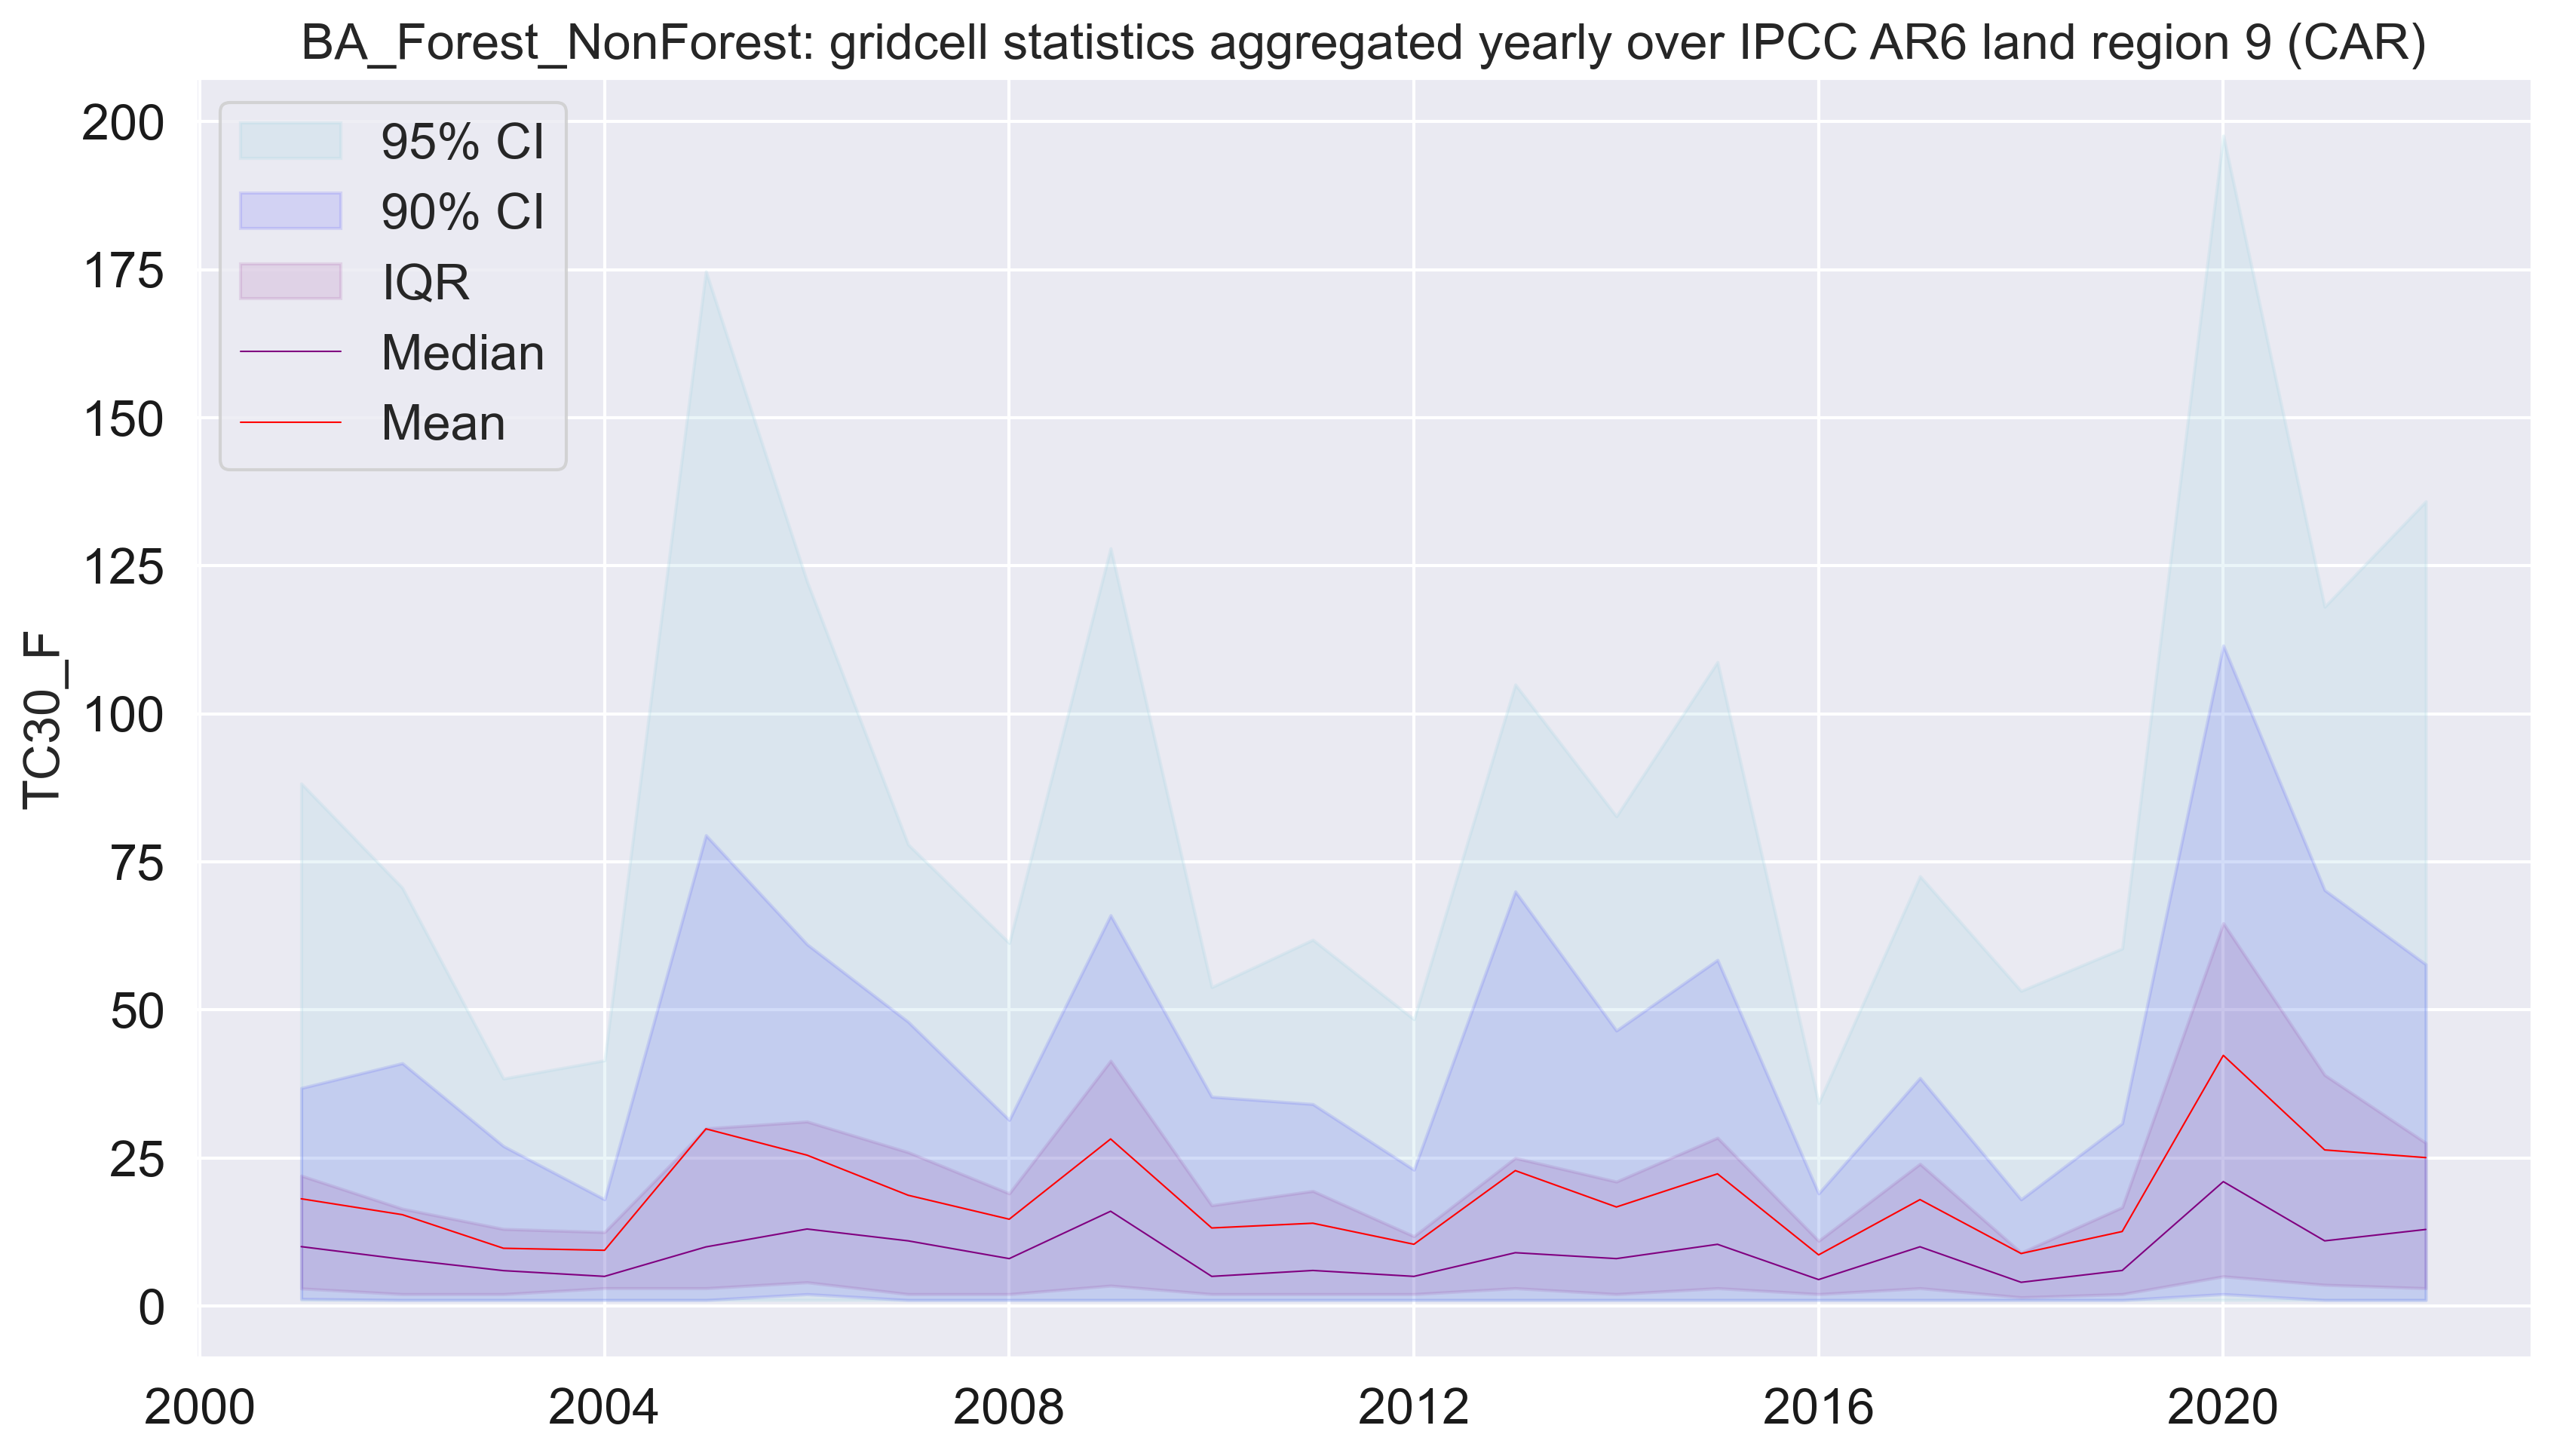 BA_Forest_NonForest: gridcell statistics aggregated yearly over IPCC AR6 land region 9 (CAR)
95% CI
90% CI
IQR
Median
Mean
TC30_F
200
175
150
125
100
75
50
25
0
2000 2004 2008 2012 2016 2020